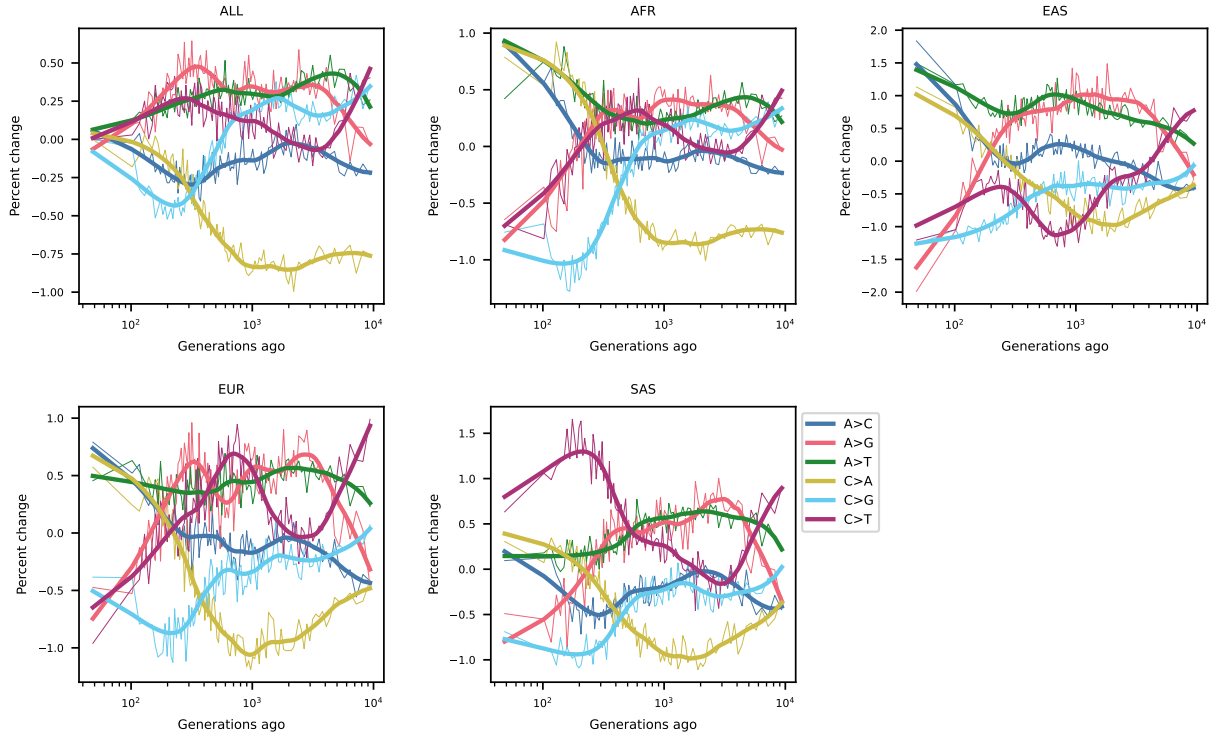 ALL
AFR
EAS
Percent change
0.50
0.25
0.00
−0.25
−0.50
−0.75
−1.00
10² 10³ 10⁴
Generations ago
Percent change
1.0
0.5
0.0
−0.5
−1.0
10² 10³ 10⁴
Generations ago
Percent change
2.0
1.5
1.0
0.5
0.0
−0.5
−1.0
−1.5
−2.0
10² 10³ 10⁴
Generations ago
EUR
SAS
Percent change
1.0
0.5
0.0
−0.5
−1.0
10² 10³ 10⁴
Generations ago
Percent change
1.5
1.0
0.5
0.0
−0.5
−1.0
10² 10³ 10⁴
Generations ago
A>C
A>G
A>T
C>A
C>G
C>T